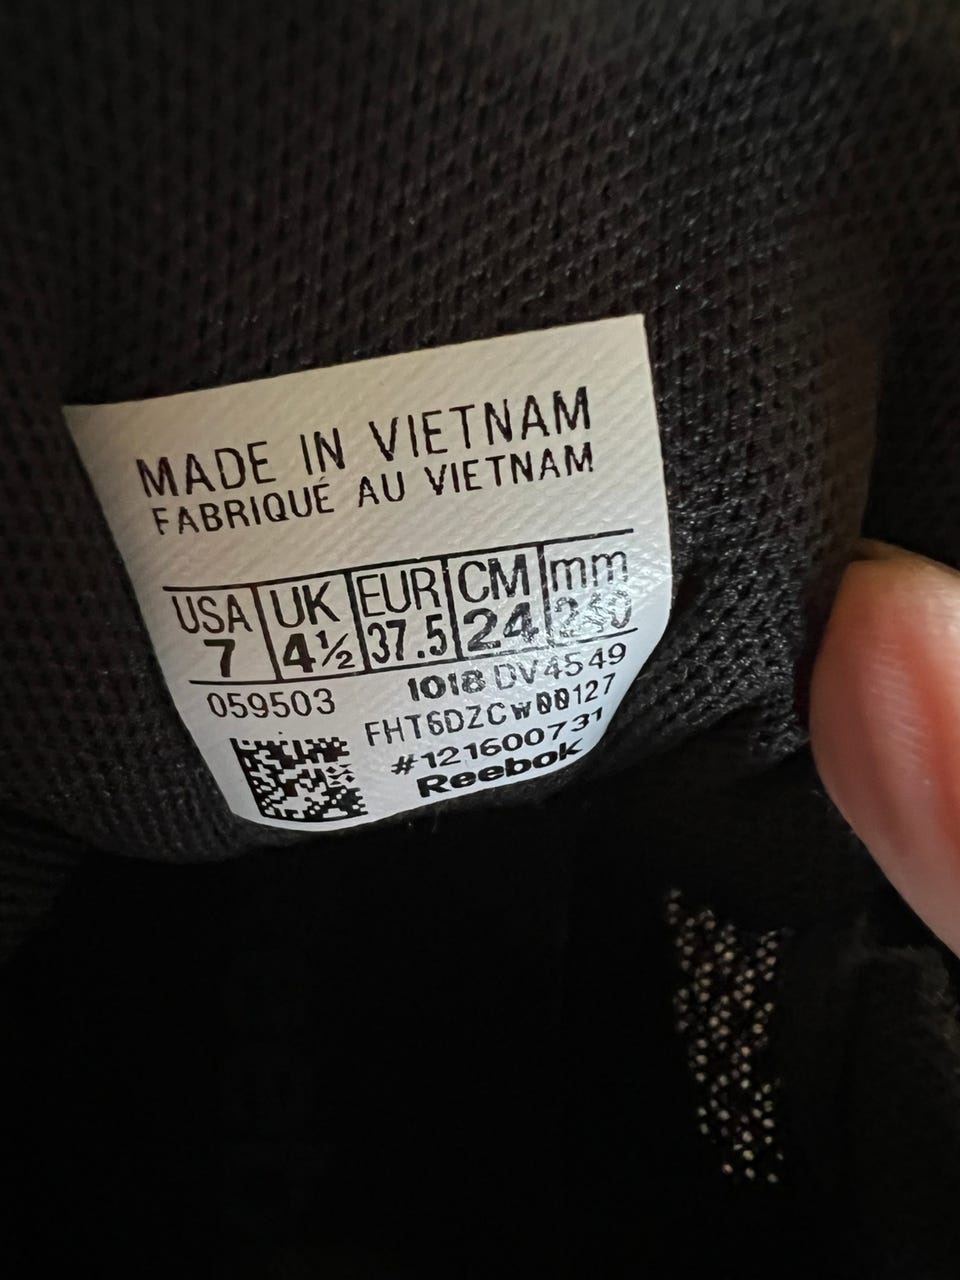 MADE IN VIETNAM
FABRIQUÉ AU VIETNAM
USA UK EUR CM mm
7 4½ 37.5 24 240
059503 1018 DV4549
FHT6DZCW00127
#121600731
Reebok